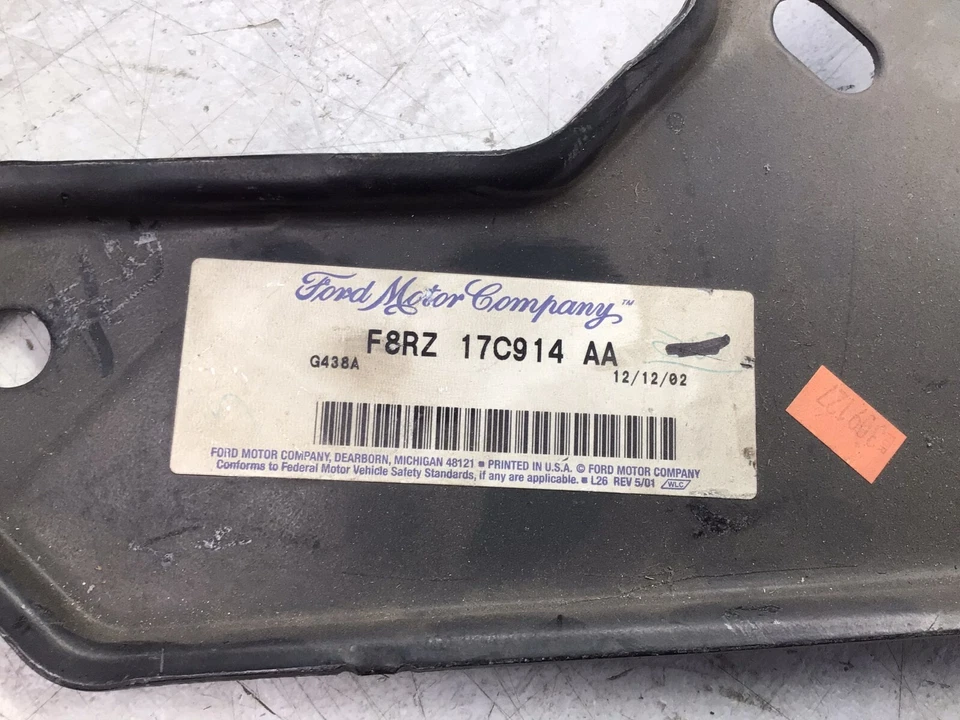 Ford Motor Company™
F8RZ 17C914 AA
G438A
12/12/02
FORD MOTOR COMPANY, DEARBORN, MICHIGAN 48121 ■ PRINTED IN U.S.A. © FORD MOTOR COMPANY
Conforms to Federal Motor Vehicle Safety Standards, if any are applicable. ■ L26 REV 5/01 WLC